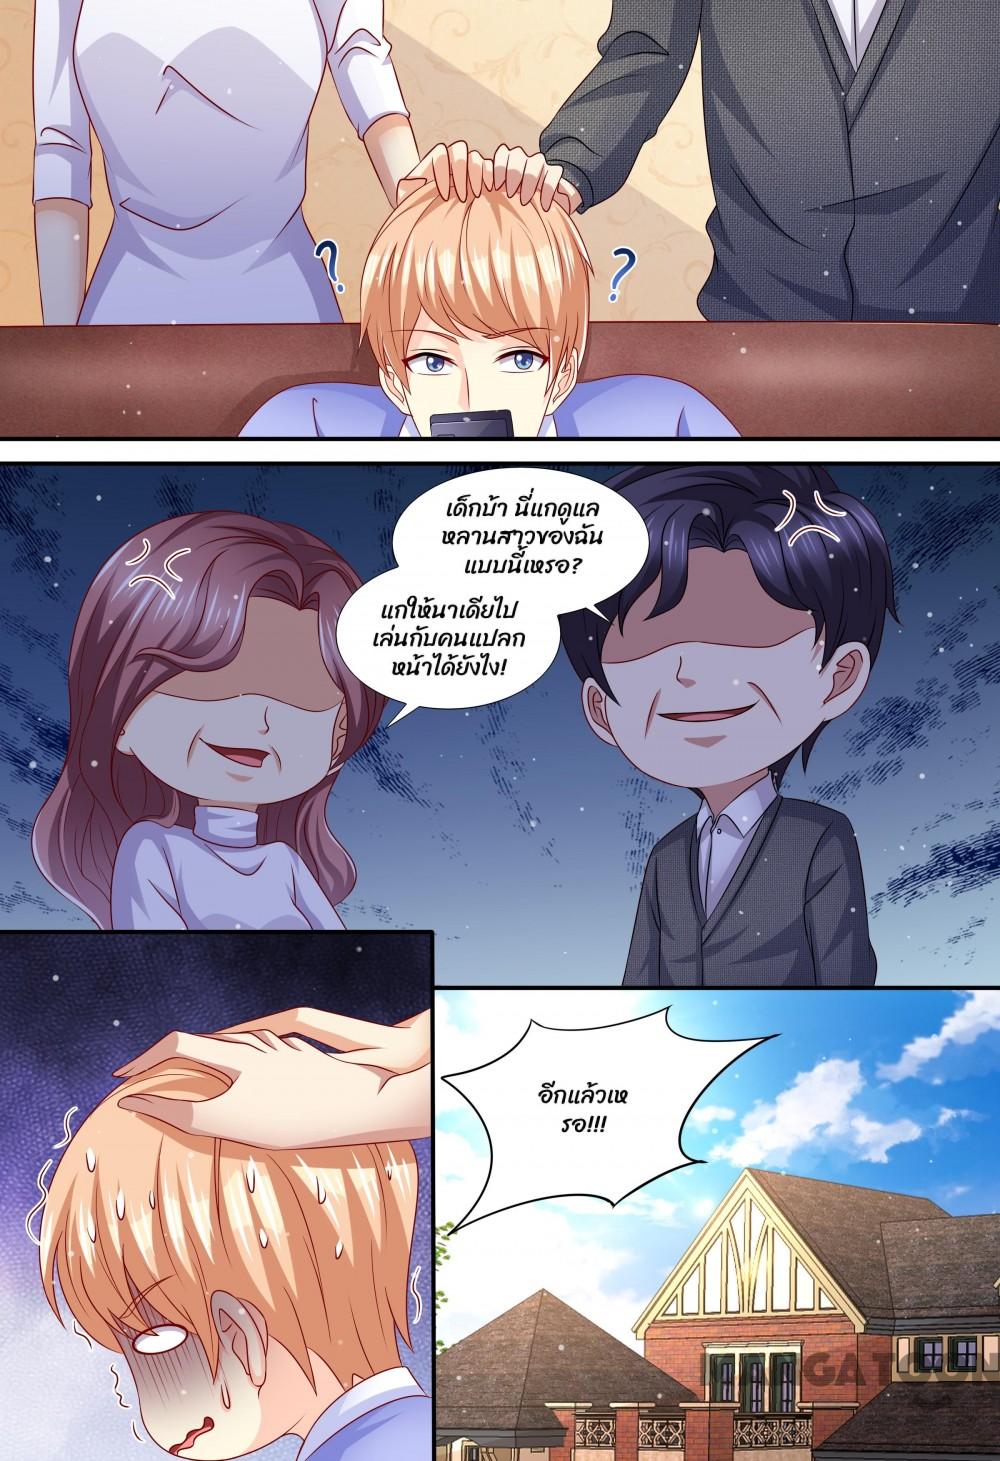 ?
?
เด็กบ้า นี่แกดูแล
หลานสาวของฉัน
แบบนี้เหรอ?
แกให้นาเดียไป
เล่นกับคนแปลก
หน้าได้ยังไง!
อีกแล้วเห
รอ!!!
MANGATOON